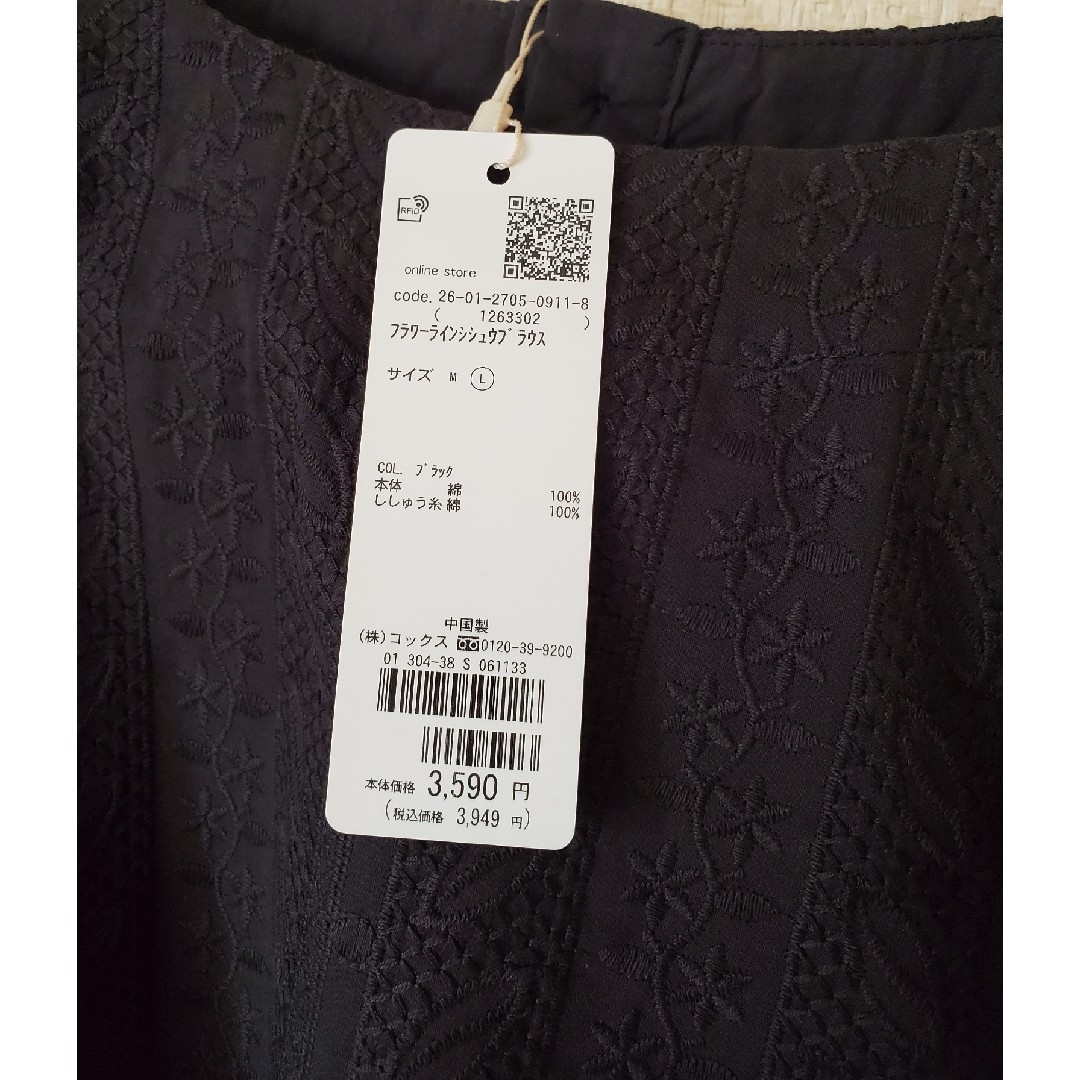 RFID
online store
code. 26-01-2705-0911-8
( 1263302 )
フラワーラインシシュウブラウス
サイズ M L
COL. ブラック
本体 綿 100%
ししゅう糸 綿 100%
中国製
(株)コックス 0120-39-9200
01 304-38 S 061133
本体価格 3,590 円
(税込価格 3,949 円)